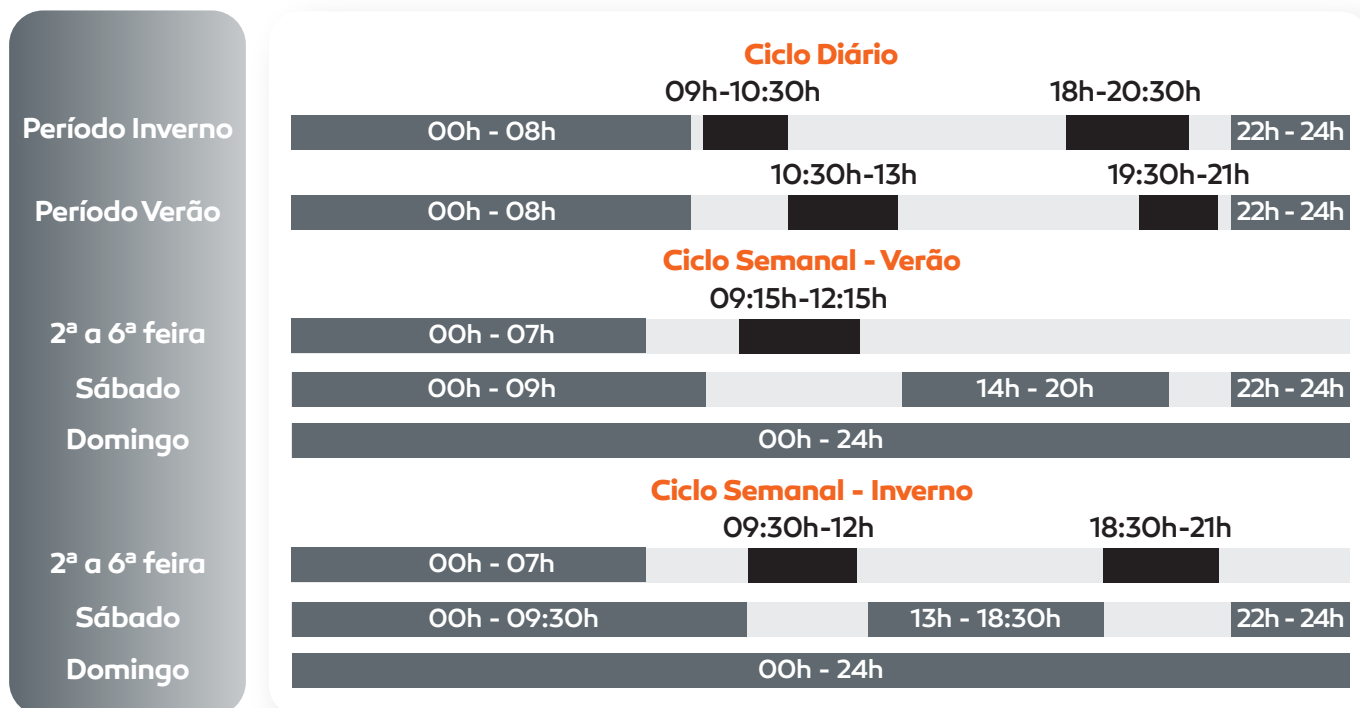 Ciclo Diário
09h-10:30h 18h-20:30h
Período Inverno 00h - 08h 22h - 24h
10:30h-13h 19:30h-21h
Período Verão 00h - 08h 22h - 24h
Ciclo Semanal - Verão
09:15h-12:15h
2ª a 6ª feira 00h - 07h
Sábado 00h - 09h 14h - 20h 22h - 24h
Domingo 00h - 24h
Ciclo Semanal - Inverno
09:30h-12h 18:30h-21h
2ª a 6ª feira 00h - 07h
Sábado 00h - 09:30h 13h - 18:30h 22h - 24h
Domingo 00h - 24h